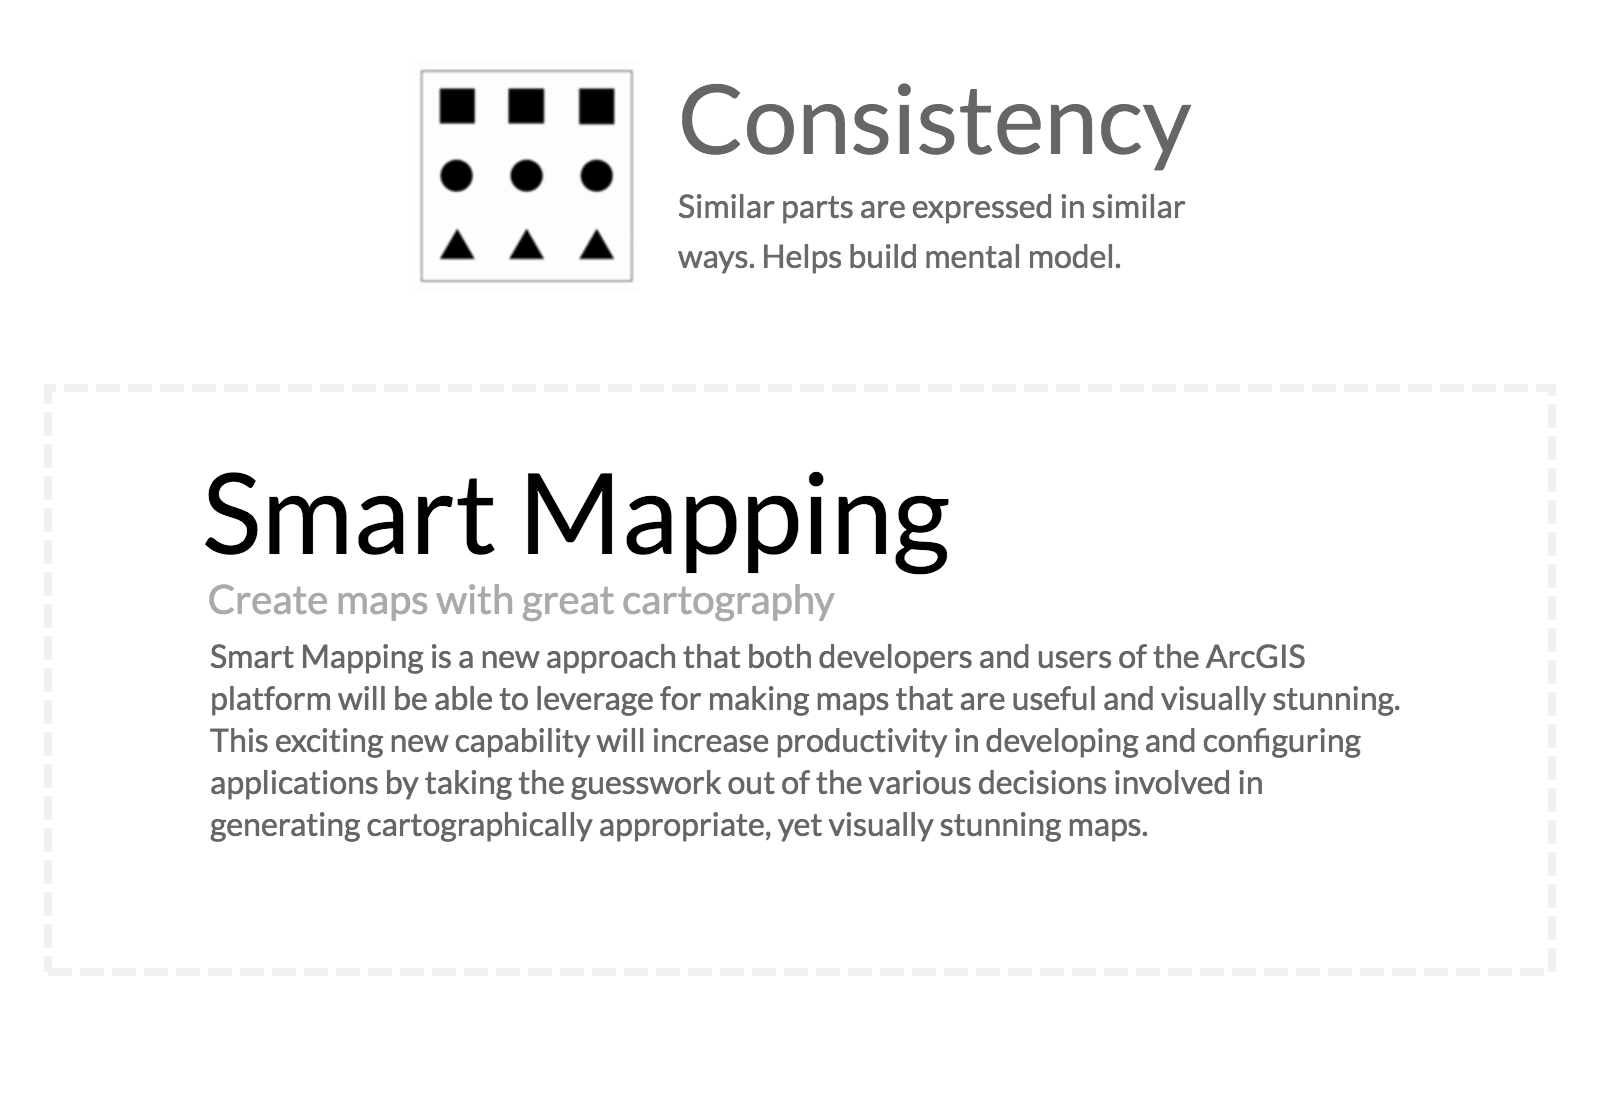 Consistency
Similar parts are expressed in similar
ways. Helps build mental model.
Smart Mapping
Create maps with great cartography
Smart Mapping is a new approach that both developers and users of the ArcGIS
platform will be able to leverage for making maps that are useful and visually stunning.
This exciting new capability will increase productivity in developing and configuring
applications by taking the guesswork out of the various decisions involved in
generating cartographically appropriate, yet visually stunning maps.